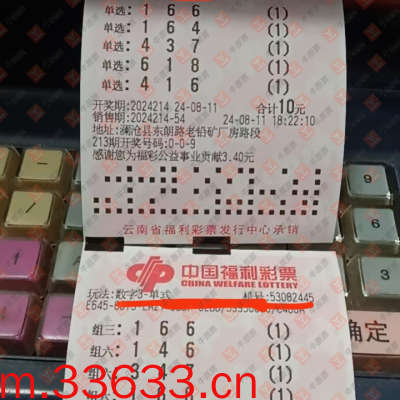 单选: 1 6 6 (1)
单选: 1 6 4 (1)
单选: 4 3 7 (1)
单选: 6 1 8 (1)
单选: 4 1 6 (1)
开奖期:2024214 24-08-11 合计10元
销售期:2024214-54 24-08-11 18:22:10
地址:澜沧县东朗路老铅矿厂房路段
213期开奖号码:0-0-9
感谢您为福彩公益事业贡献3.40元
云南省福利彩票发行中心承销
中国福利彩票
CHINA WELFARE LOTTERY
玩法:数字3-单式 机号:53082445
组三: 1 6 6 (1)
组六: 1 4 6 (1)
组六: 3 4 7 (1)
(1)
m.33633.cn
9
6
3
确定